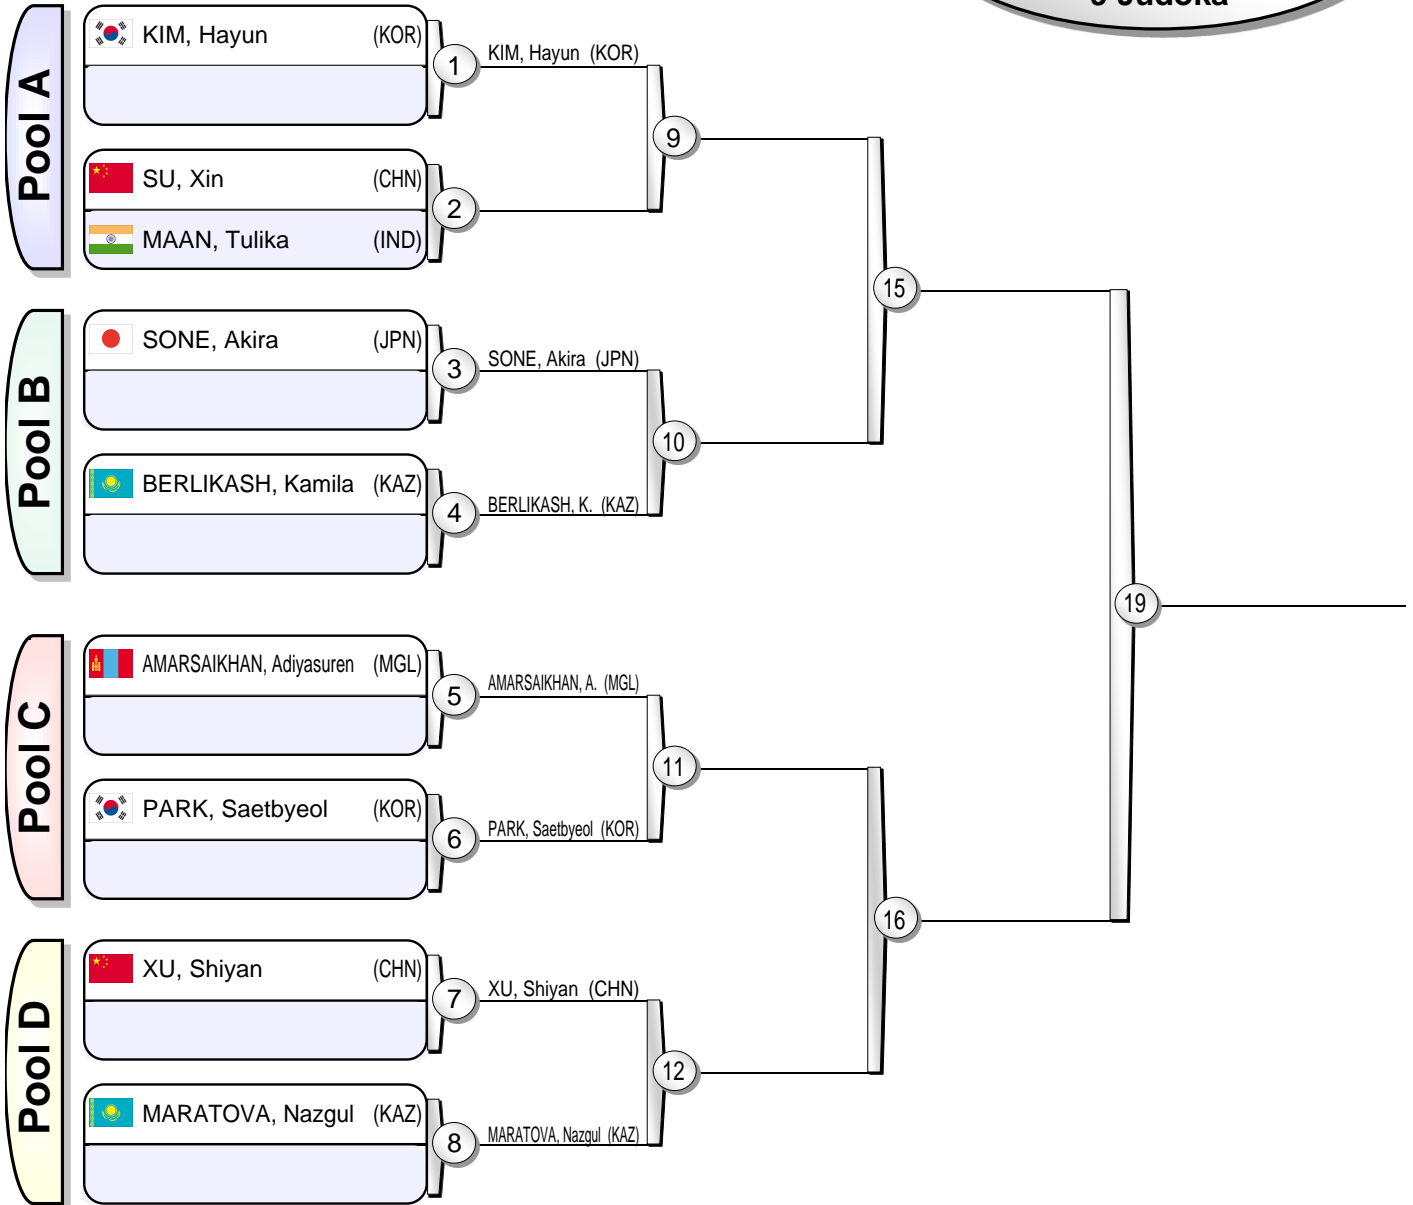 Judoka
Pool A
KIM, Hayun (KOR)
1
KIM, Hayun (KOR)
9
SU, Xin (CHN)
2
MAAN, Tulika (IND)
15
Pool B
SONE, Akira (JPN)
3
SONE, Akira (JPN)
10
BERLIKASH, Kamila (KAZ)
4
BERLIKASH, K. (KAZ)
19
Pool C
AMARSAIKHAN, Adiyasuren (MGL)
5
AMARSAIKHAN, A. (MGL)
11
PARK, Saetbyeol (KOR)
6
PARK, Saetbyeol (KOR)
16
Pool D
XU, Shiyan (CHN)
7
XU, Shiyan (CHN)
12
MARATOVA, Nazgul (KAZ)
8
MARATOVA, Nazgul (KAZ)